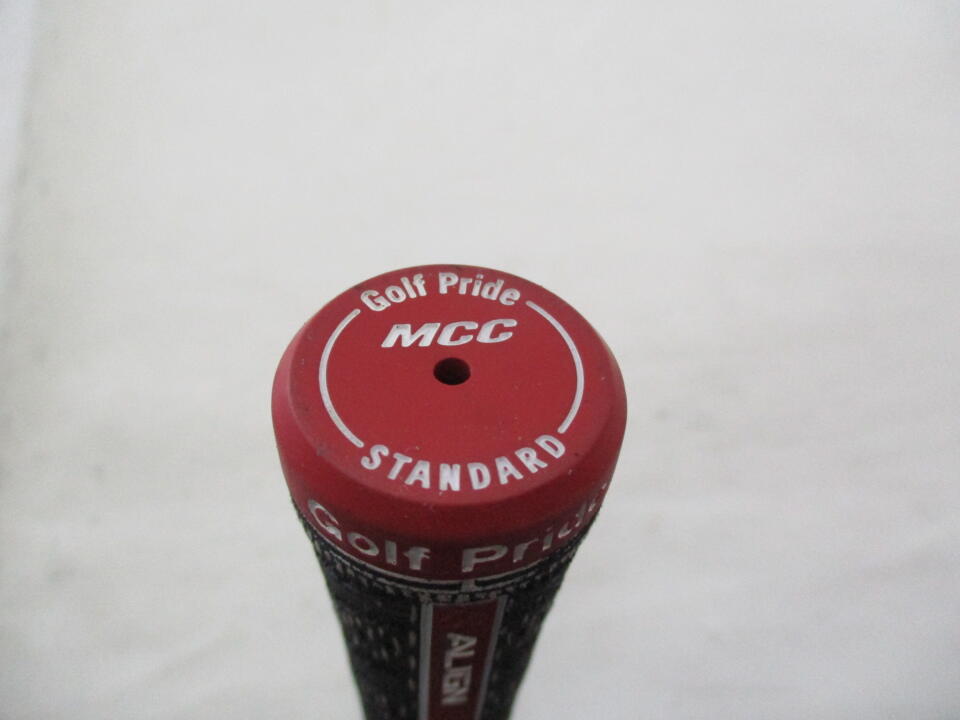 Golf Pride
MCC
STANDARD
Golf Pride
ALIGN